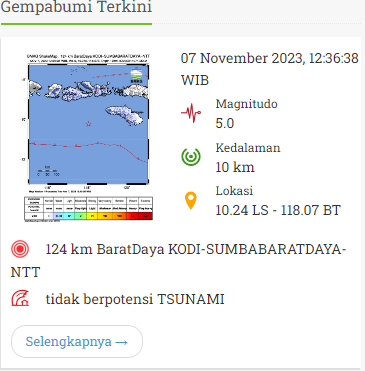 Gempabumi Terkini
07 November 2023, 12:36:38
WIB
Magnitudo
5.0
Kedalaman
10 km
Lokasi
10.24 LS - 118.07 BT
124 km BaratDaya KODI-SUMBABARATDAYA-
NTT
tidak berpotensi TSUNAMI
Selengkapnya →